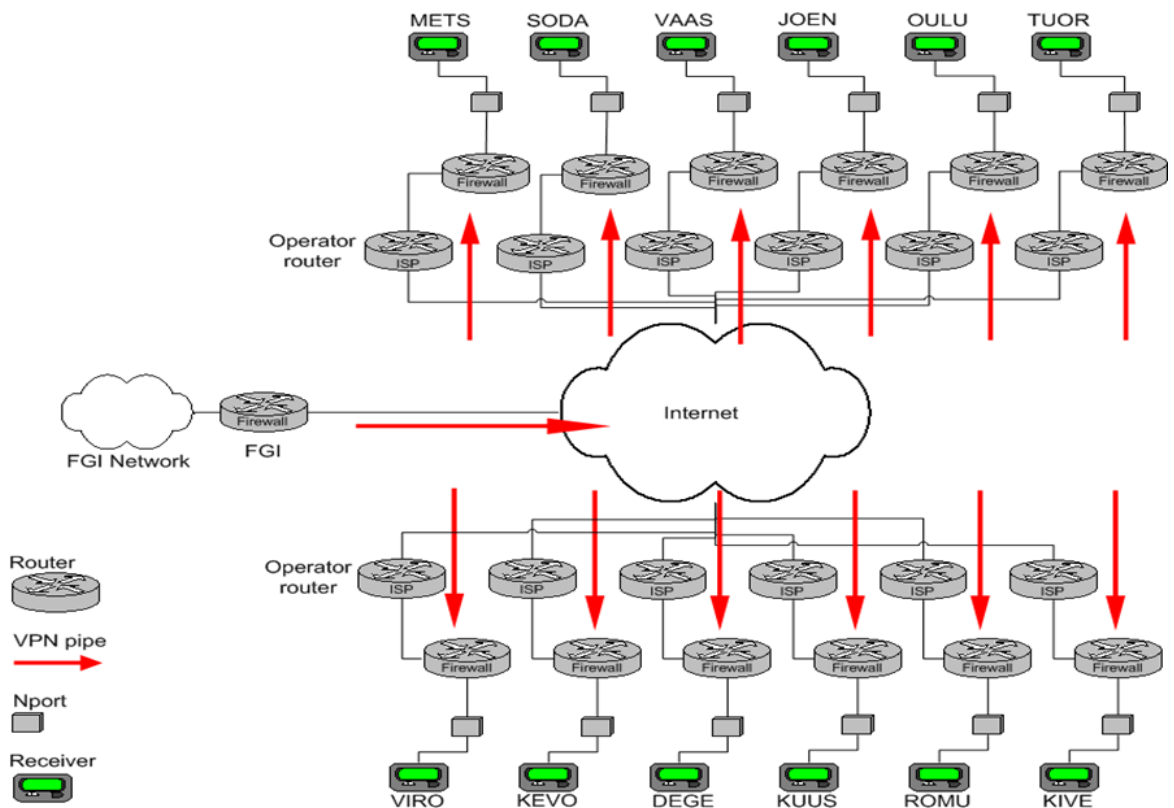 METS SODA VAAS JOEN OULU TUOR
Firewall Firewall Firewall Firewall Firewall Firewall
Operator
router
ISP ISP ISP ISP ISP ISP
Internet
Firewall
FGI
FGI Network
Operator
router
ISP ISP ISP ISP ISP ISP
Firewall Firewall Firewall Firewall Firewall Firewall
VIRO KEVO DEGE KUUS ROMU KIVE
Router
VPN pipe
Nport
Receiver